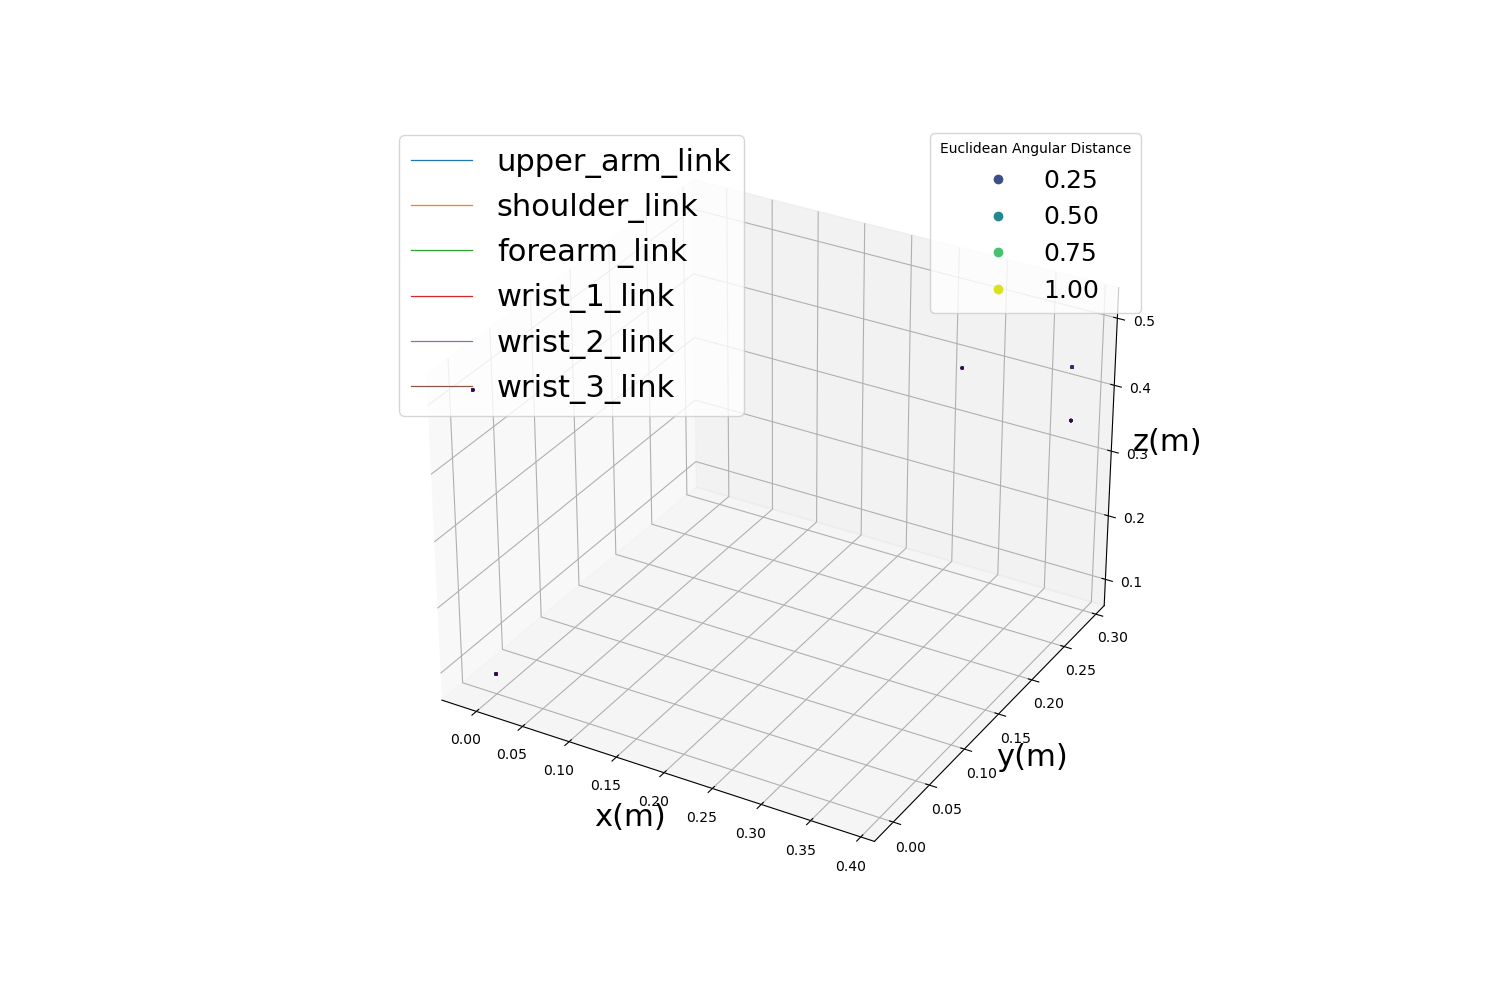 upper_arm_link
shoulder_link
forearm_link
wrist_1_link
wrist_2_link
wrist_3_link
Euclidean Angular Distance
0.25
0.50
0.75
1.00
0.5
0.4
z(m)
0.3
0.2
0.1
0.30
0.25
0.20
0.15
y(m)
0.10
0.05
0.00
0.00
0.05
0.10
0.15
0.20
x(m)
0.25
0.30
0.35
0.40